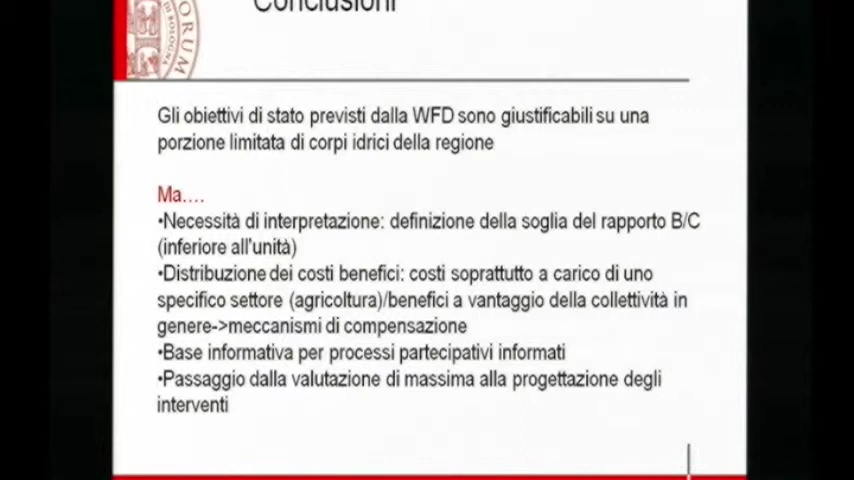 Conclusioni
ORUM
DI BOLOGNA
Gli obiettivi di stato previsti dalla WFD sono giustificabili su una
porzione limitata di corpi idrici della regione
Ma....
•Necessità di interpretazione: definizione della soglia del rapporto B/C
(inferiore all'unità)
•Distribuzione dei costi benefici: costi soprattutto a carico di uno
specifico settore (agricoltura)/benefici a vantaggio della collettività in
genere->meccanismi di compensazione
•Base informativa per processi partecipativi informati
•Passaggio dalla valutazione di massima alla progettazione degli
interventi